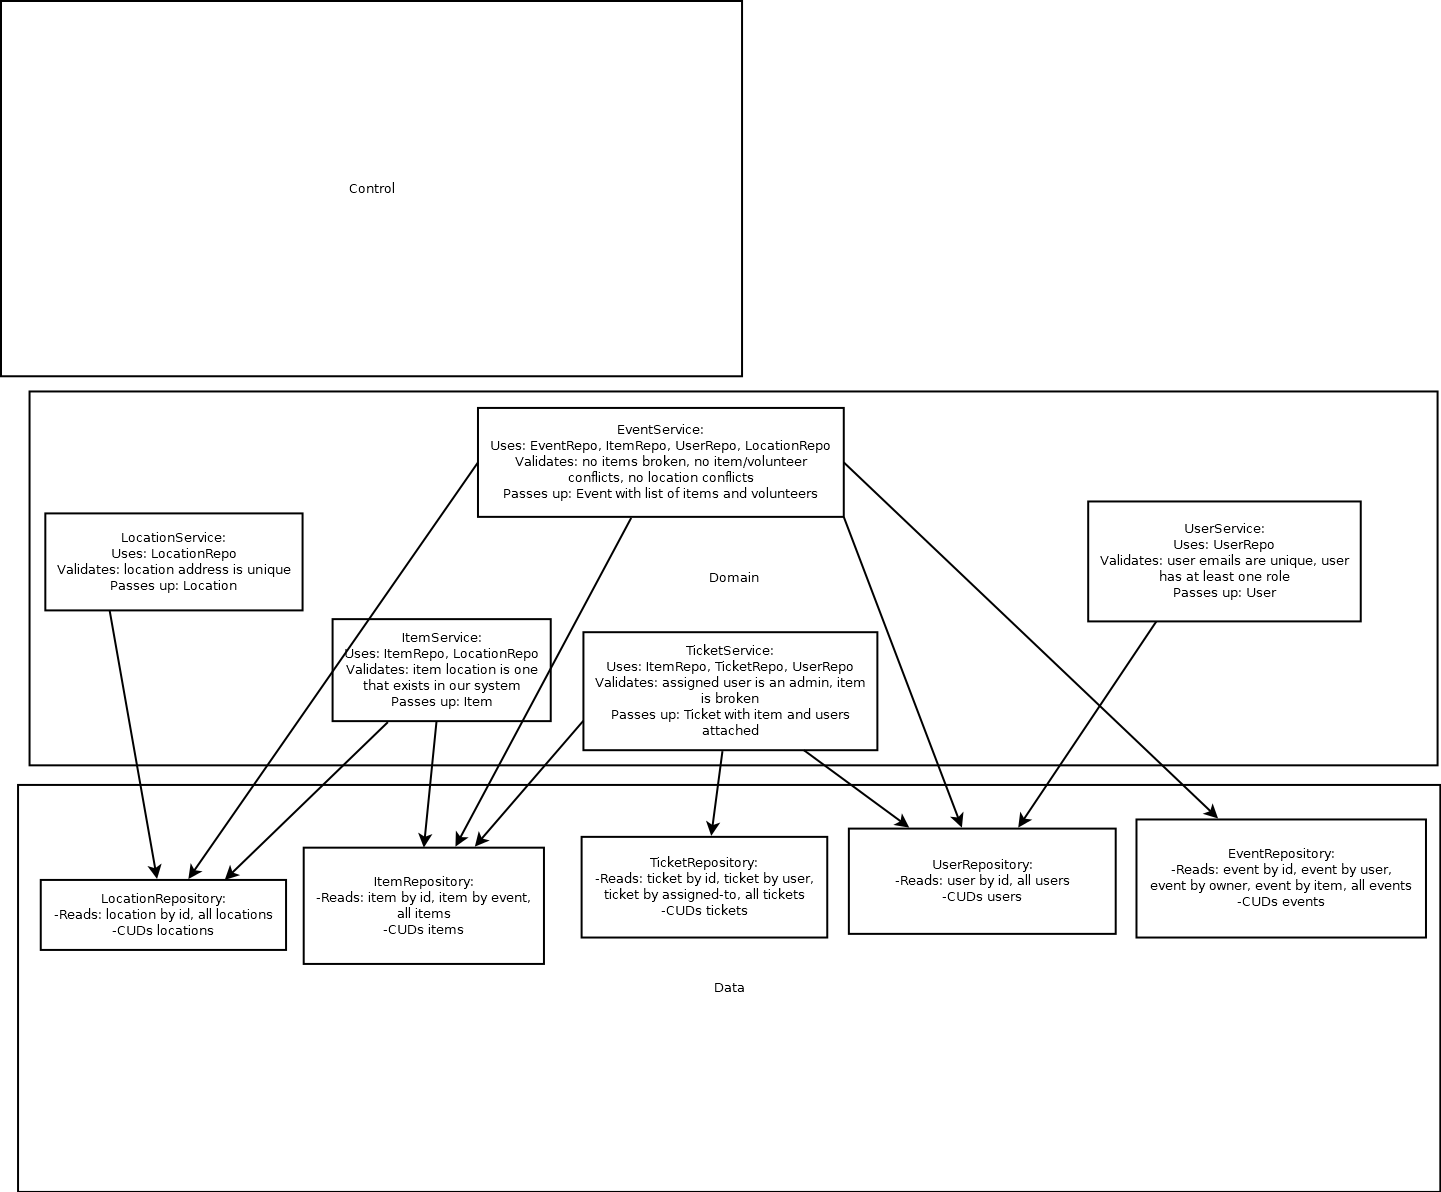 Control
EventService:
Uses: EventRepo, ItemRepo, UserRepo, LocationRepo
Validates: no items broken, no item/volunteer
conflicts, no location conflicts
Passes up: Event with list of items and volunteers
LocationService:
Uses: LocationRepo
Validates: location address is unique
Passes up: Location
UserService:
Uses: UserRepo
Validates: user emails are unique, user
has at least one role
Passes up: User
Domain
ItemService:
Uses: ItemRepo, LocationRepo
Validates: item location is one
that exists in our system
Passes up: Item
TicketService:
Uses: ItemRepo, TicketRepo, UserRepo
Validates: assigned user is an admin, item
is broken
Passes up: Ticket with item and users
attached
LocationRepository:
-Reads: location by id, all locations
-CUDs locations
ItemRepository:
-Reads: item by id, item by event,
all items
-CUDs items
TicketRepository:
-Reads: ticket by id, ticket by user,
ticket by assigned-to, all tickets
-CUDs tickets
UserRepository:
-Reads: user by id, all users
-CUDs users
EventRepository:
-Reads: event by id, event by user,
event by owner, event by item, all events
-CUDs events
Data